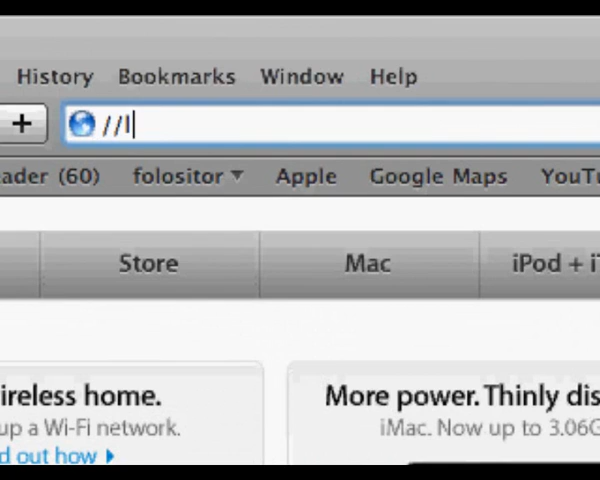 History Bookmarks Window Help
+ //l
ader (60) folositor ▼ Apple Google Maps YouTu
Store Mac iPod + iT
ireless home. More power. Thinly dis
up a Wi-Fi network. iMac. Now up to 3.06G
d out how ▶